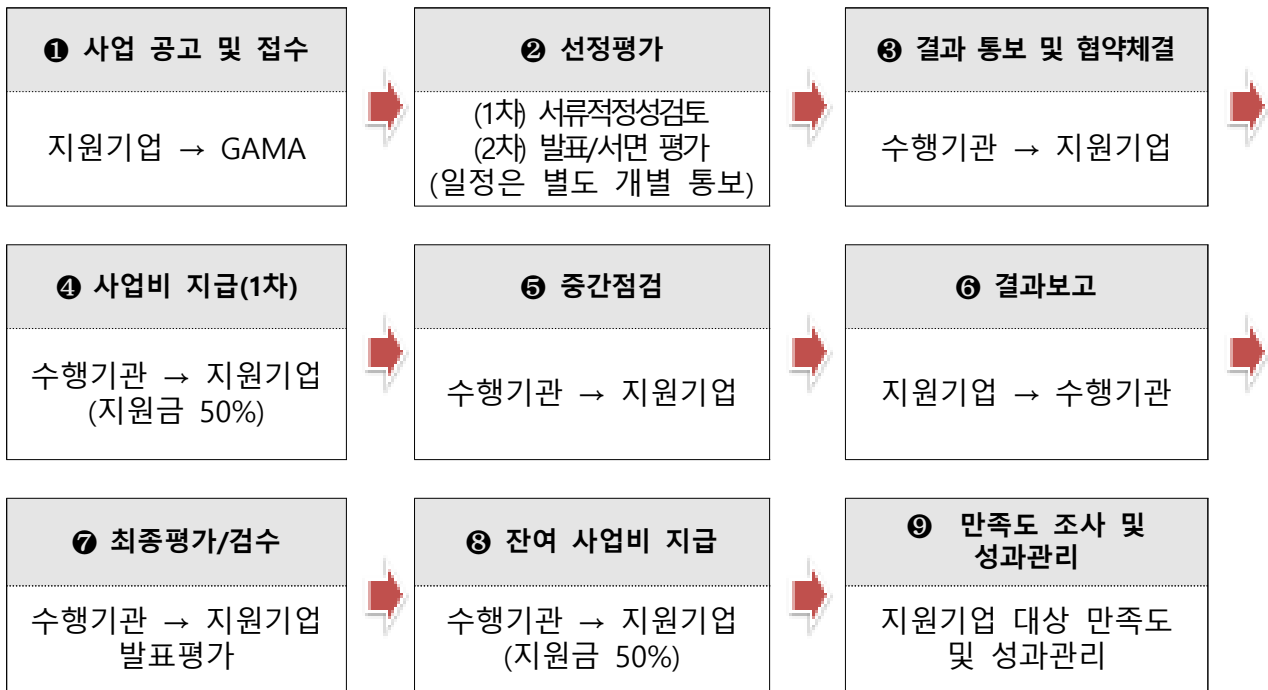 ❶ 사업 공고 및 접수
지원기업 → GAMA
❷ 선정평가
(1차) 서류적정성검토
(2차) 발표/서면 평가
(일정은 별도 개별 통보)
❸ 결과 통보 및 협약체결
수행기관 → 지원기업
❹ 사업비 지급(1차)
수행기관 → 지원기업
(지원금 50%)
❺ 중간점검
수행기관 → 지원기업
❻ 결과보고
지원기업 → 수행기관
❼ 최종평가/검수
수행기관 → 지원기업
발표평가
❽ 잔여 사업비 지급
수행기관 → 지원기업
(지원금 50%)
❾ 만족도 조사 및
성과관리
지원기업 대상 만족도
및 성과관리